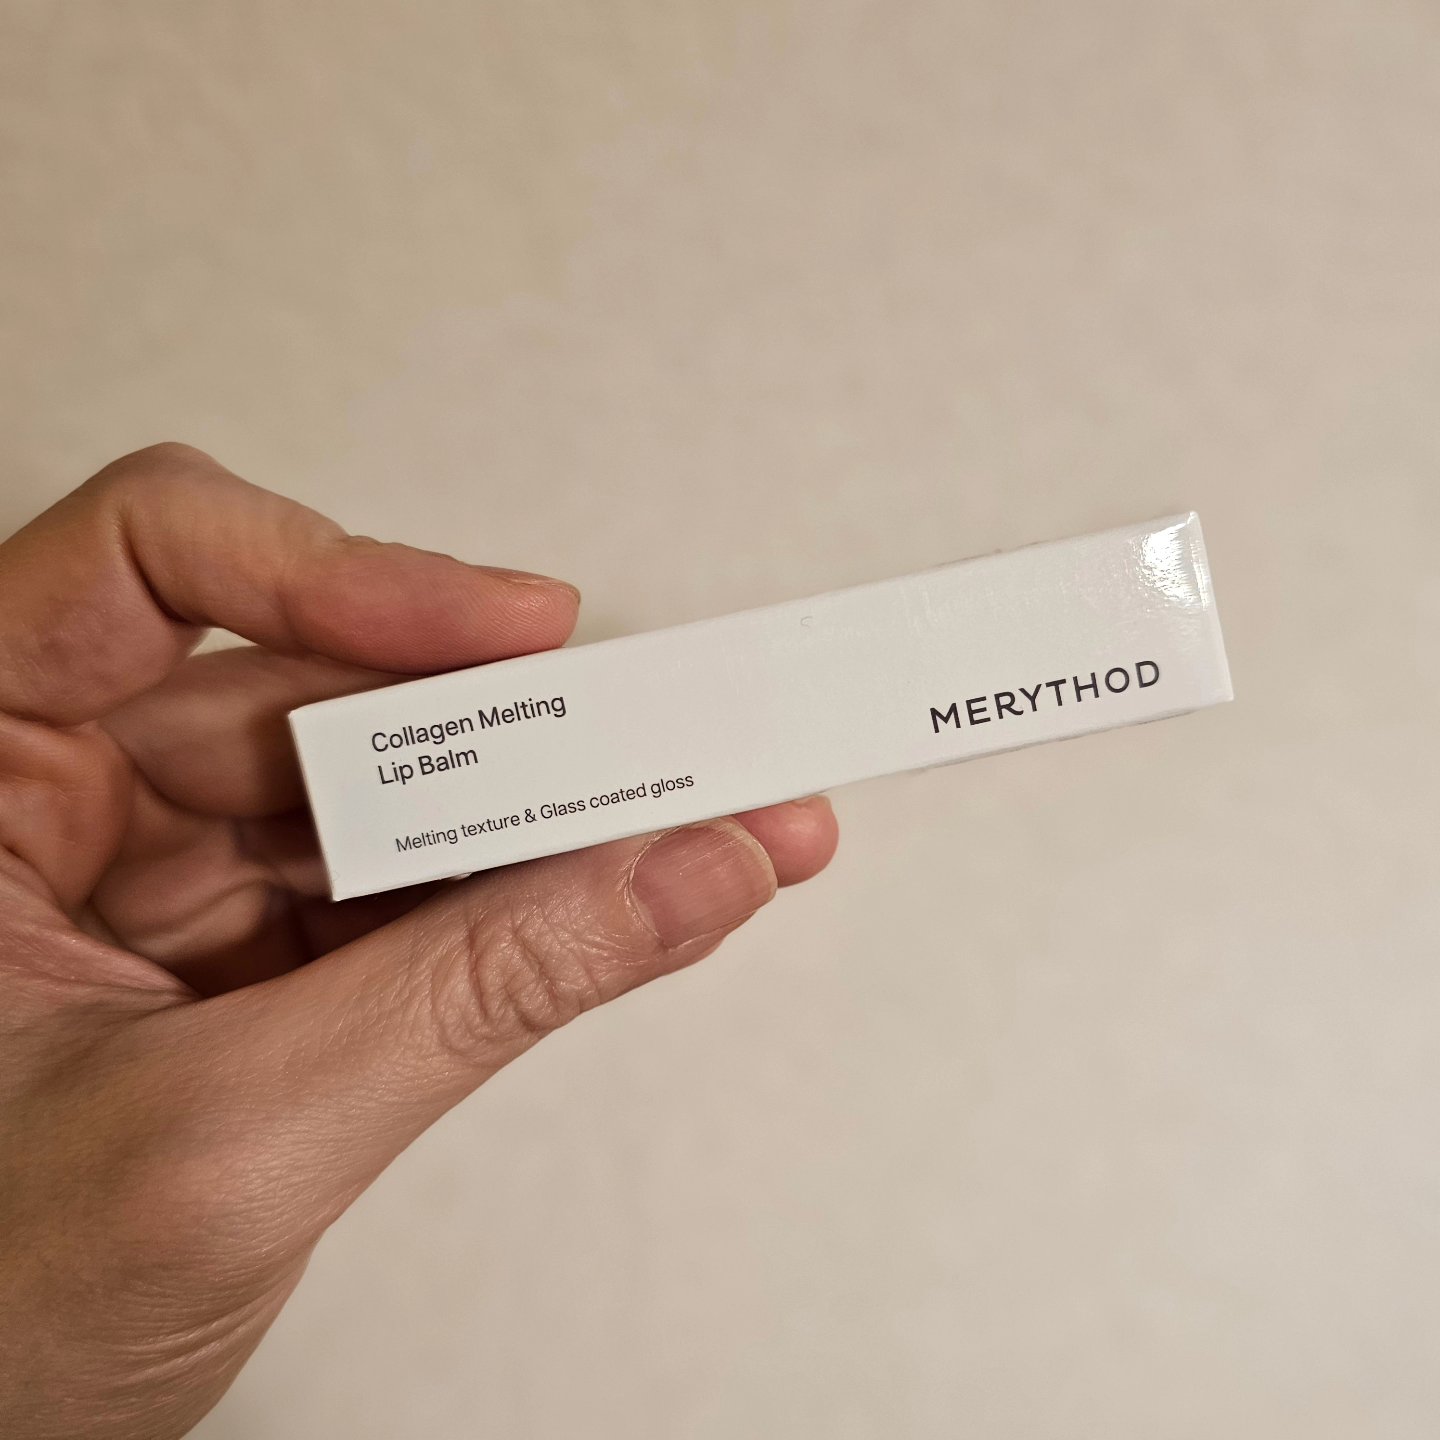 Collagen Melting
Lip Balm
Melting texture & Glass coated gloss
MERYTHOD